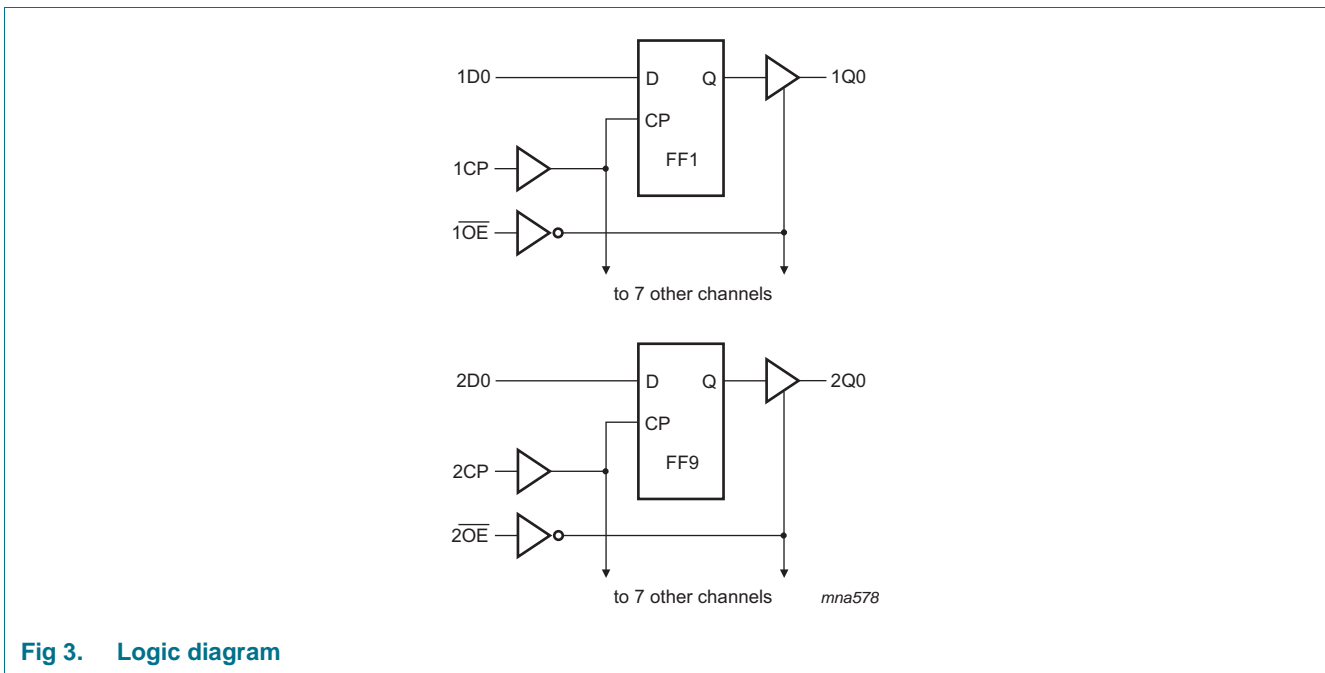 1D0
D
Q
1Q0
CP
FF1
1CP
1OE
to 7 other channels
2D0
D
Q
2Q0
CP
FF9
2CP
2OE
to 7 other channels
mna578
Fig 3. Logic diagram